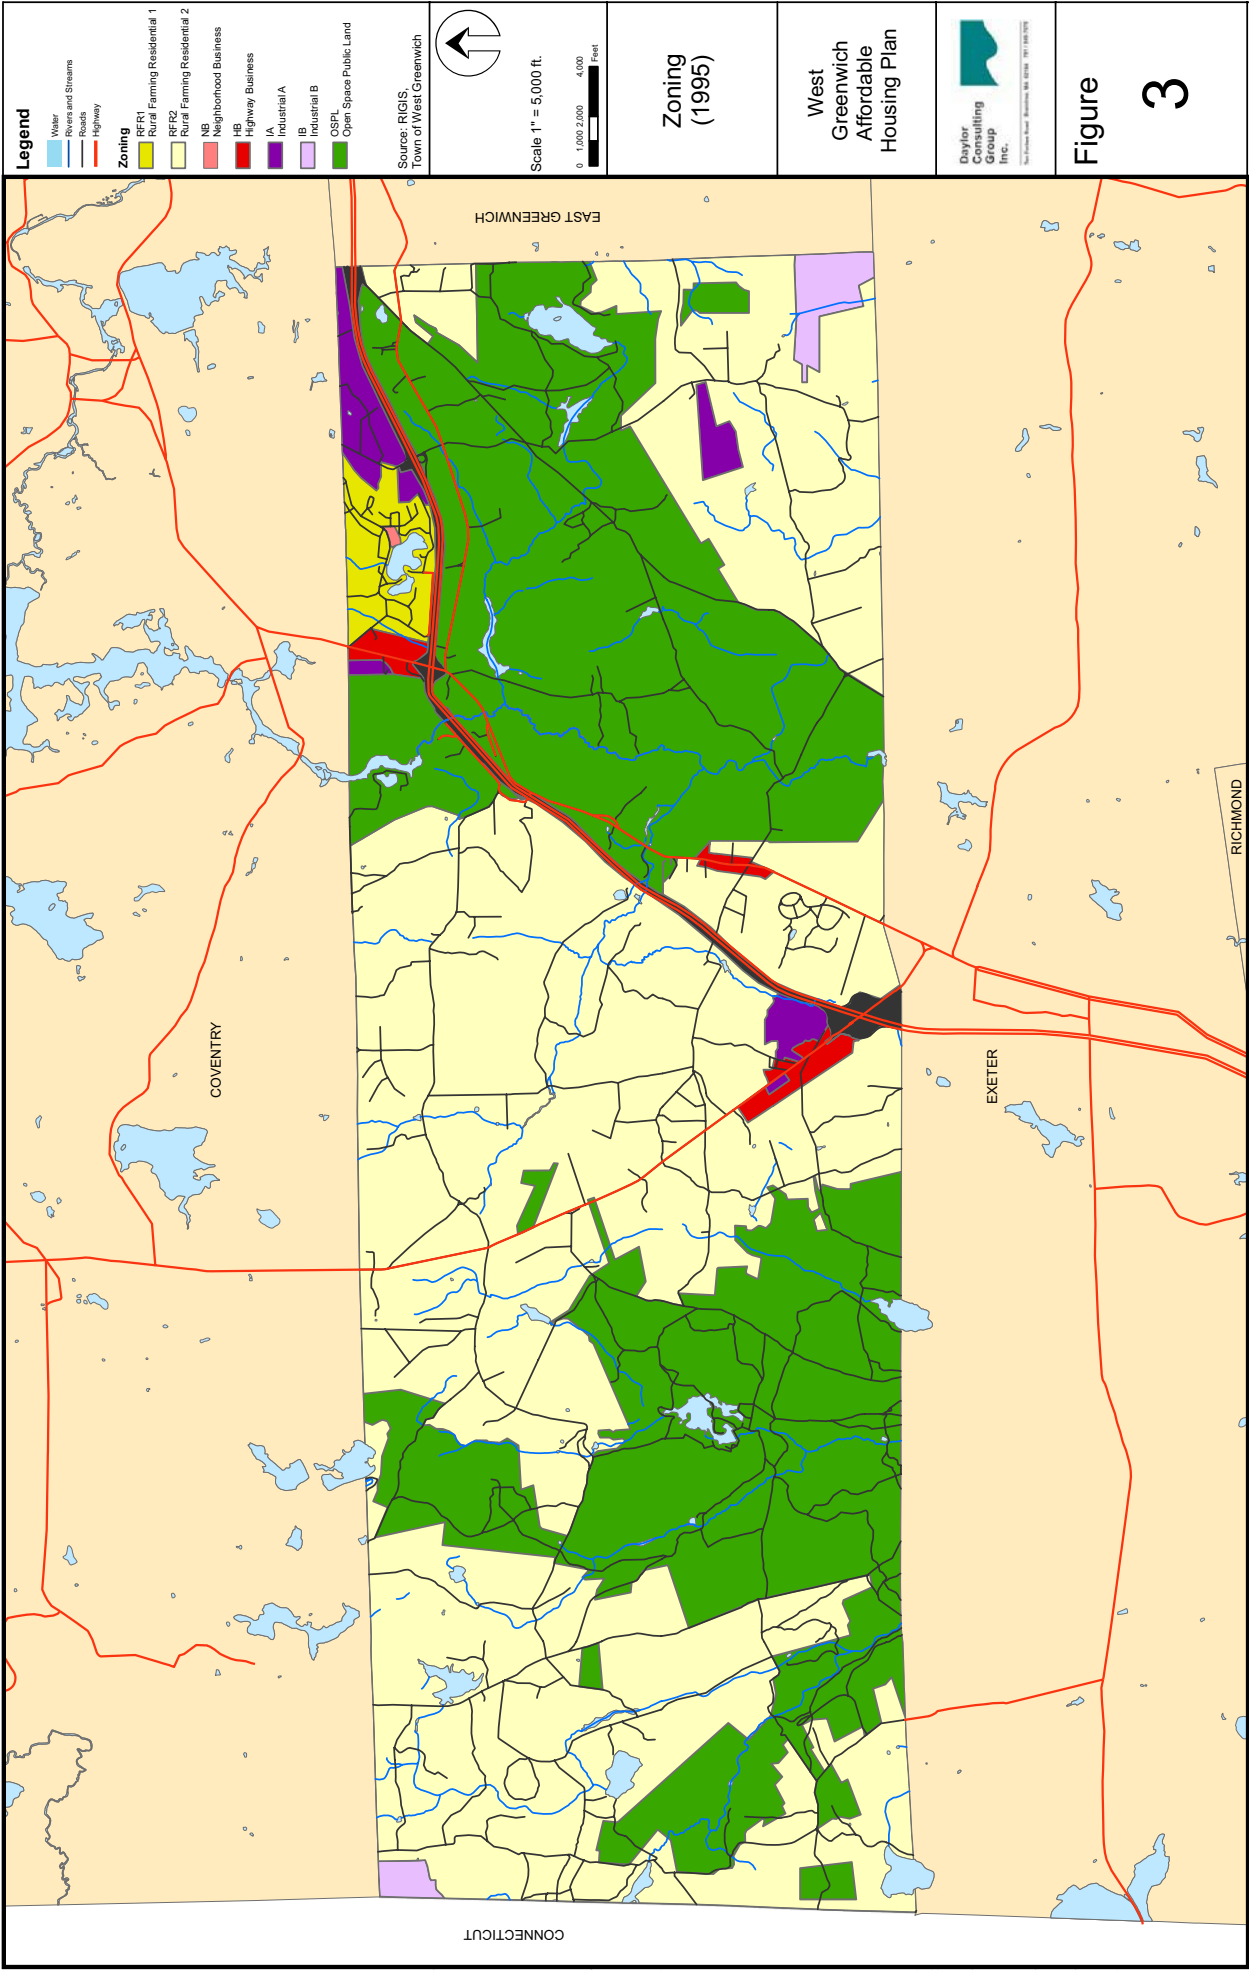 Legend
Water
Rivers and Streams
Roads
Highway
Zoning
RFR1
Rural Farming Residential 1
RFR2
Rural Farming Residential 2
NB
Neighborhood Business
HB
Highway Business
IA
Industrial A
IB
Industrial B
OSPL
Open Space Public Land
Source: RIGIS,
Town of West Greenwich
Scale 1" = 5,000 ft.
0 1,000 2,000 4,000
Feet
Zoning
(1995)
West
Greenwich
Affordable
Housing Plan
Daylor
Consulting
Group
Inc.
Figure
3
EAST GREENWICH
COVENTRY
EXETER
RICHMOND
CONNECTICUT